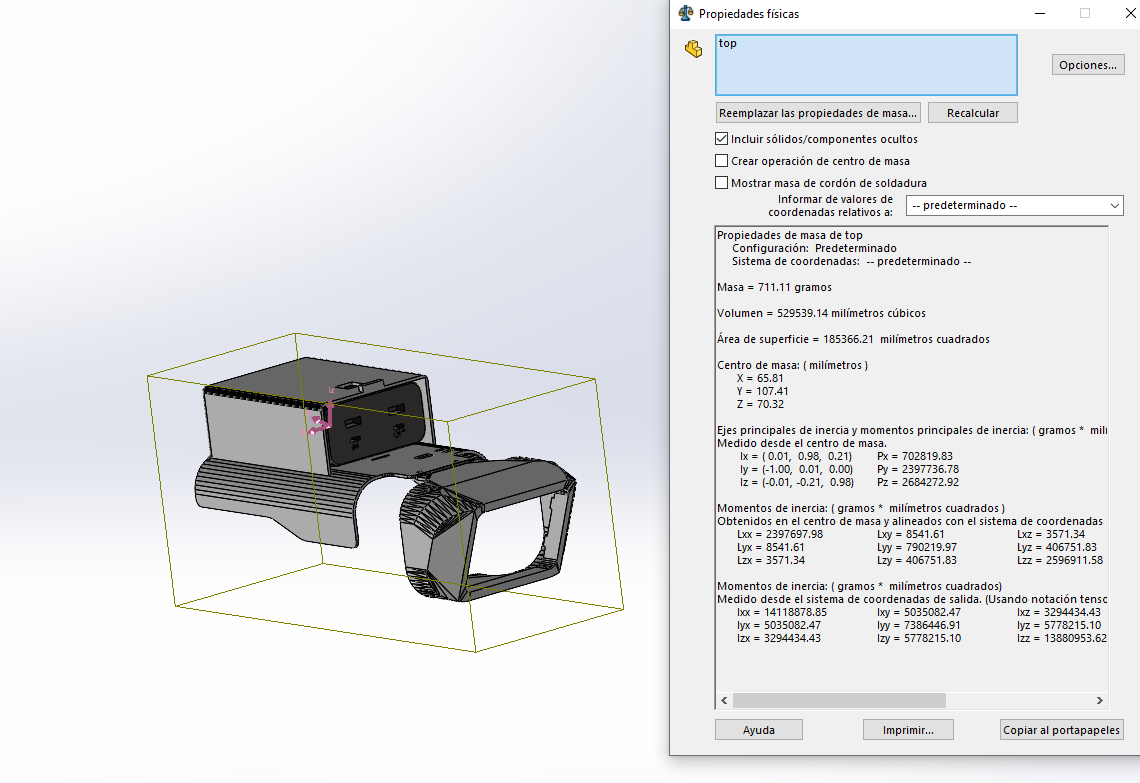 Propiedades físicas
top
Opciones...
Reemplazar las propiedades de masa...
Recalcular
Incluir sólidos/componentes ocultos
Crear operación de centro de masa
Mostrar masa de cordón de soldadura
Informar de valores de
coordenadas relativos a:
-- predeterminado --
Propiedades de masa de top
Configuración: Predeterminado
Sistema de coordenadas: -- predeterminado --
Masa = 711.11 gramos
Volumen = 529539.14 milímetros cúbicos
Área de superficie = 185366.21 milímetros cuadrados
Centro de masa: ( milímetros )
X = 65.81
Y = 107.41
Z = 70.32
Ejes principales de inercia y momentos principales de inercia: ( gramos * milí
Medido desde el centro de masa.
Ix = ( 0.01, 0.98, 0.21) Px = 702819.83
Iy = (-1.00, 0.01, 0.00) Py = 2397736.78
Iz = (-0.01, -0.21, 0.98) Pz = 2684272.92
Momentos de inercia: ( gramos * milímetros cuadrados )
Obtenidos en el centro de masa y alineados con el sistema de coordenadas
Lxx = 2397697.98 Lxy = 8541.61 Lxz = 3571.34
Lyx = 8541.61 Lyy = 790219.97 Lyz = 406751.83
Lzx = 3571.34 Lzy = 406751.83 Lzz = 2596911.58
Momentos de inercia: ( gramos * milímetros cuadrados)
Medido desde el sistema de coordenadas de salida. (Usando notación tenso
Ixx = 14118878.85 Ixy = 5035082.47 Ixz = 3294434.43
Iyx = 5035082.47 Iyy = 7386446.91 Iyz = 5778215.10
Izx = 3294434.43 Izy = 5778215.10 Izz = 13880953.62
Ayuda
Imprimir...
Copiar al portapapeles